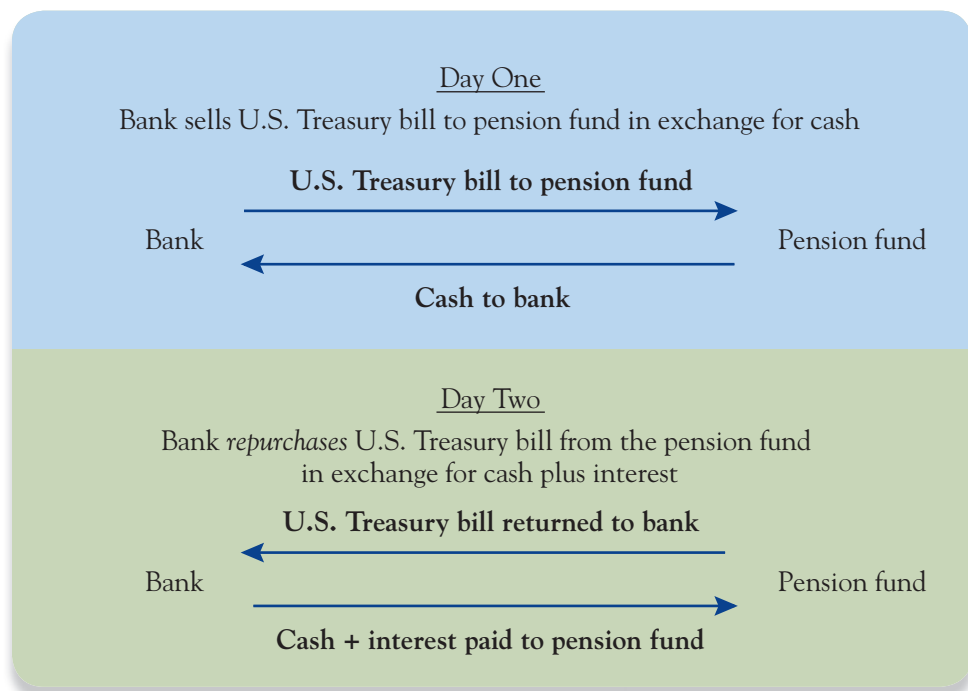 Day One
Bank sells U.S. Treasury bill to pension fund in exchange for cash
U.S. Treasury bill to pension fund
Bank
Pension fund
Cash to bank
Day Two
Bank repurchases U.S. Treasury bill from the pension fund
in exchange for cash plus interest
U.S. Treasury bill returned to bank
Bank
Pension fund
Cash + interest paid to pension fund